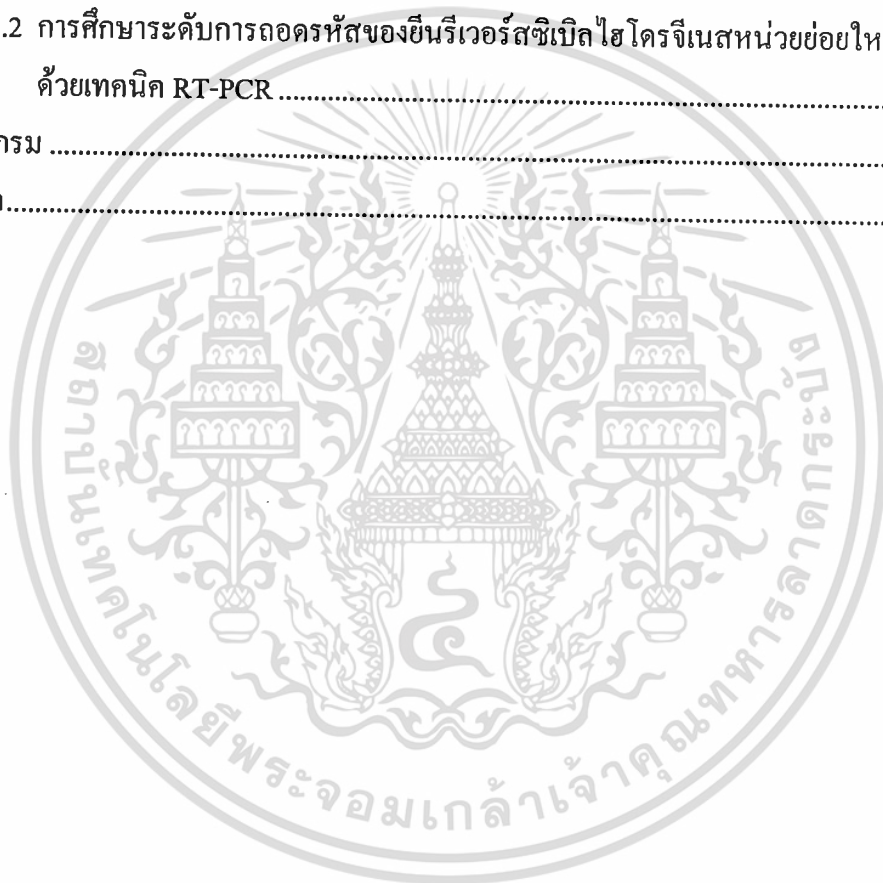 .2 การศึกษาระดับการถอดรหัสของยีนรีเวอร์สซิเบิลไฮโดรจีเนสหน่วยย่อยให
ด้วยเทคนิค RT-PCR ........................................................................................
กรม ........................................................................................
า........................................................................................
สถาบันเทคโนโลยีพระจอมเกล้าเจ้าคุณทหารลาดกระบัง